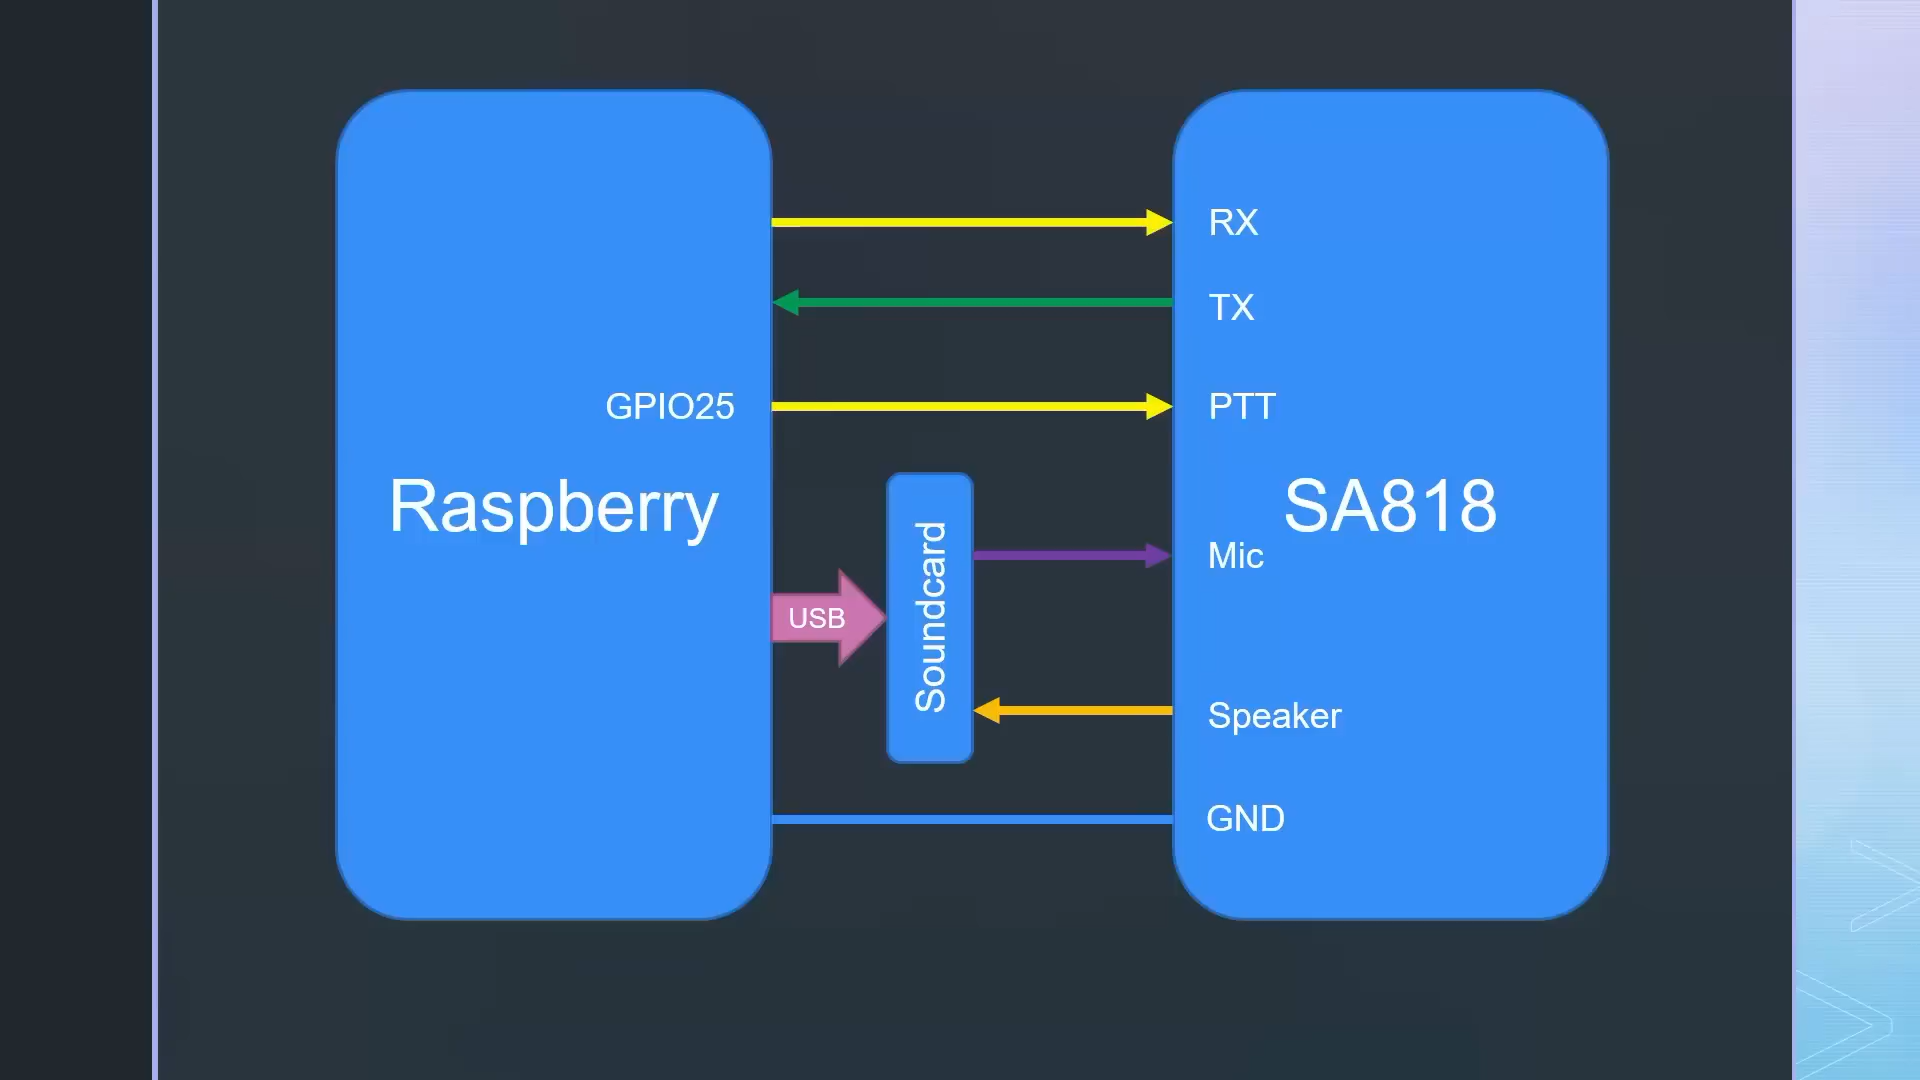 RX
TX
GPIO25
PTT
Raspberry
SA818
Mic
USB
Soundcard
Speaker
GND